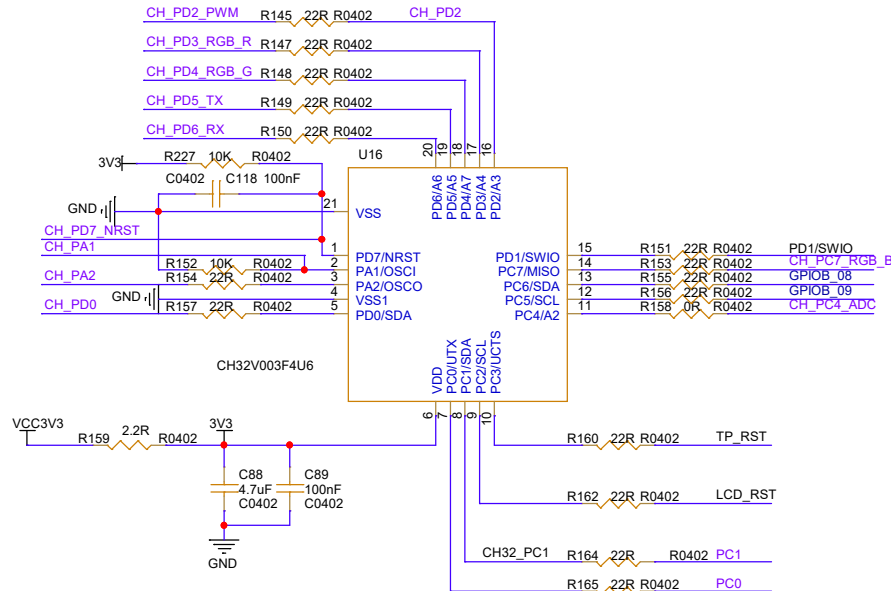 CH_PD2_PWM R145 22R R0402 CH_PD2
CH_PD3_RGB_R R147 22R R0402
CH_PD4_RGB_G R148 22R R0402
CH_PD5_TX R149 22R R0402
CH_PD6_RX R150 22R R0402
20 19 18 17 16
U16
3V3 R227 10K R0402
C0402 C118 100nF
PD6/A6 PD5/A5 PD4/A7 PD3/A4 PD2/A3
GND 21 VSS
CH_PD7_NRST
CH_PA1
1 PD7/NRST PD1/SWIO 15 R151 22R R0402 PD1/SWIO
R152 10K R0402 2 PA1/OSCI PC7/MISO 14 R153 22R R0402 CH_PC7_RGB_B
CH_PA2 R154 22R R0402 3 PA2/OSCO PC6/SDA 13 R155 22R R0402 GPIOB_08
GND 4 VSS1 PC5/SCL 12 R156 22R R0402 GPIOB_09
CH_PD0 R157 22R R0402 5 PD0/SDA PC4/A2 11 R158 0R R0402 CH_PC4_ADC
CH32V003F4U6
VDD PC0/UTX PC1/SDA PC2/SCL PC3/UCTS
6 7 8 9 10
VCC3V3 R159 2.2R R0402 3V3
R160 22R R0402 TP_RST
C88 C89
4.7uF 100nF
C0402 C0402
R162 22R R0402 LCD_RST
GND
CH32_PC1 R164 22R R0402 PC1
R165 22R R0402 PC0